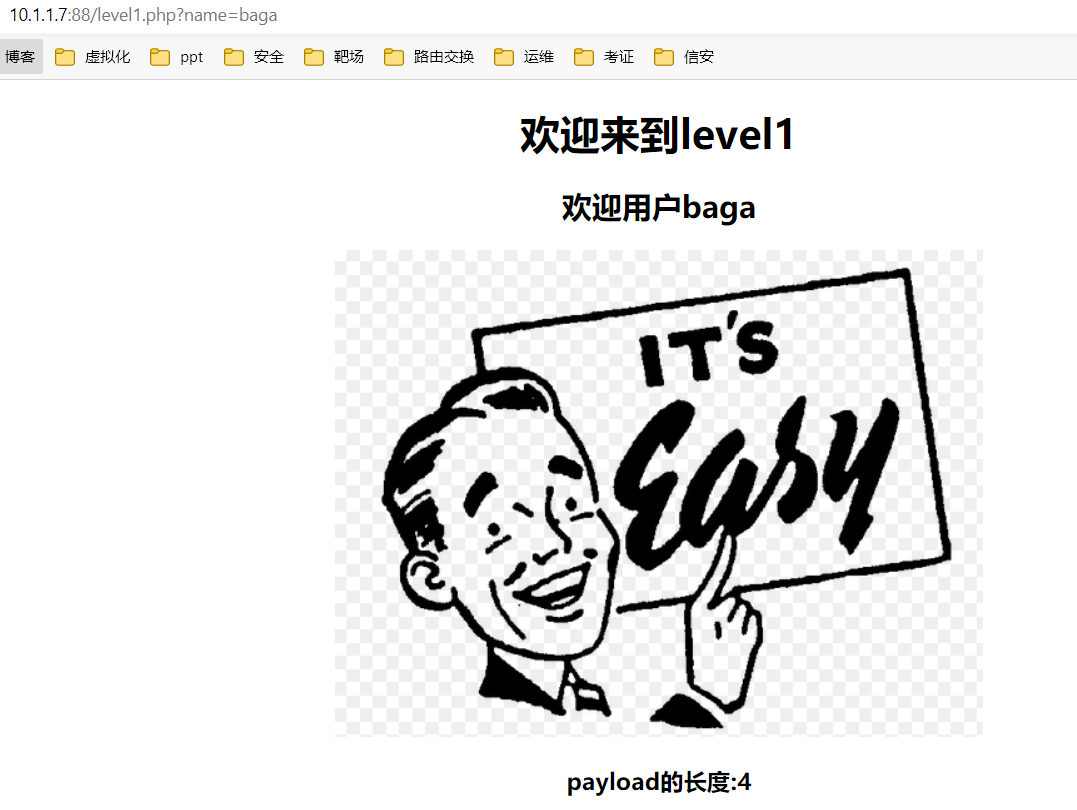 10.1.1.7:88/level1.php?name=baga
博客 虚拟化 ppt 安全 靶场 路由交换 运维 考证 信安
欢迎来到level1
欢迎用户baga
IT'S
Easy
payload的长度:4